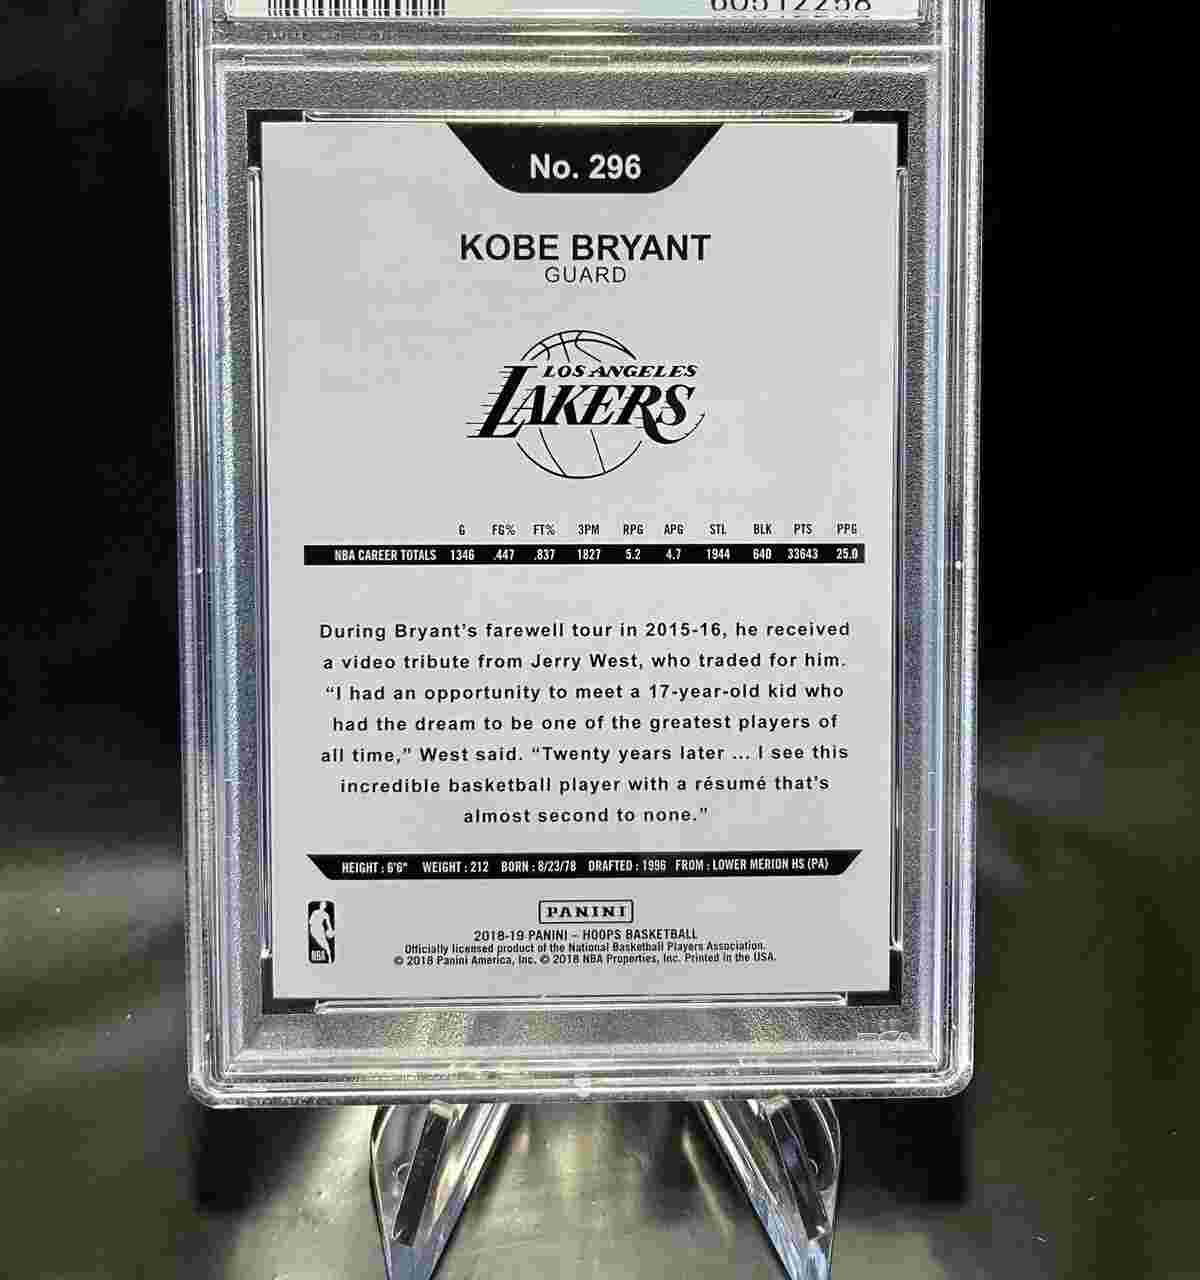 60512258
No. 296
KOBE BRYANT
GUARD
LOS ANGELES
LAKERS
G FG% FT% 3PM RPG APG STL BLK PTS PPG
NBA CAREER TOTALS 1346 .447 .837 1827 5.2 4.7 1944 640 33643 25.0
During Bryant's farewell tour in 2015-16, he received
a video tribute from Jerry West, who traded for him.
“I had an opportunity to meet a 17-year-old kid who
had the dream to be one of the greatest players of
all time,” West said. “Twenty years later ... I see this
incredible basketball player with a résumé that's
almost second to none.”
HEIGHT : 6'6" WEIGHT : 212 BORN : 8/23/78 DRAFTED : 1996 FROM : LOWER MERION HS (PA)
PANINI
2018-19 PANINI – HOOPS BASKETBALL
Officially licensed product of the National Basketball Players Association.
© 2018 Panini America, Inc. © 2018 NBA Properties, Inc. Printed in the USA.
NBA